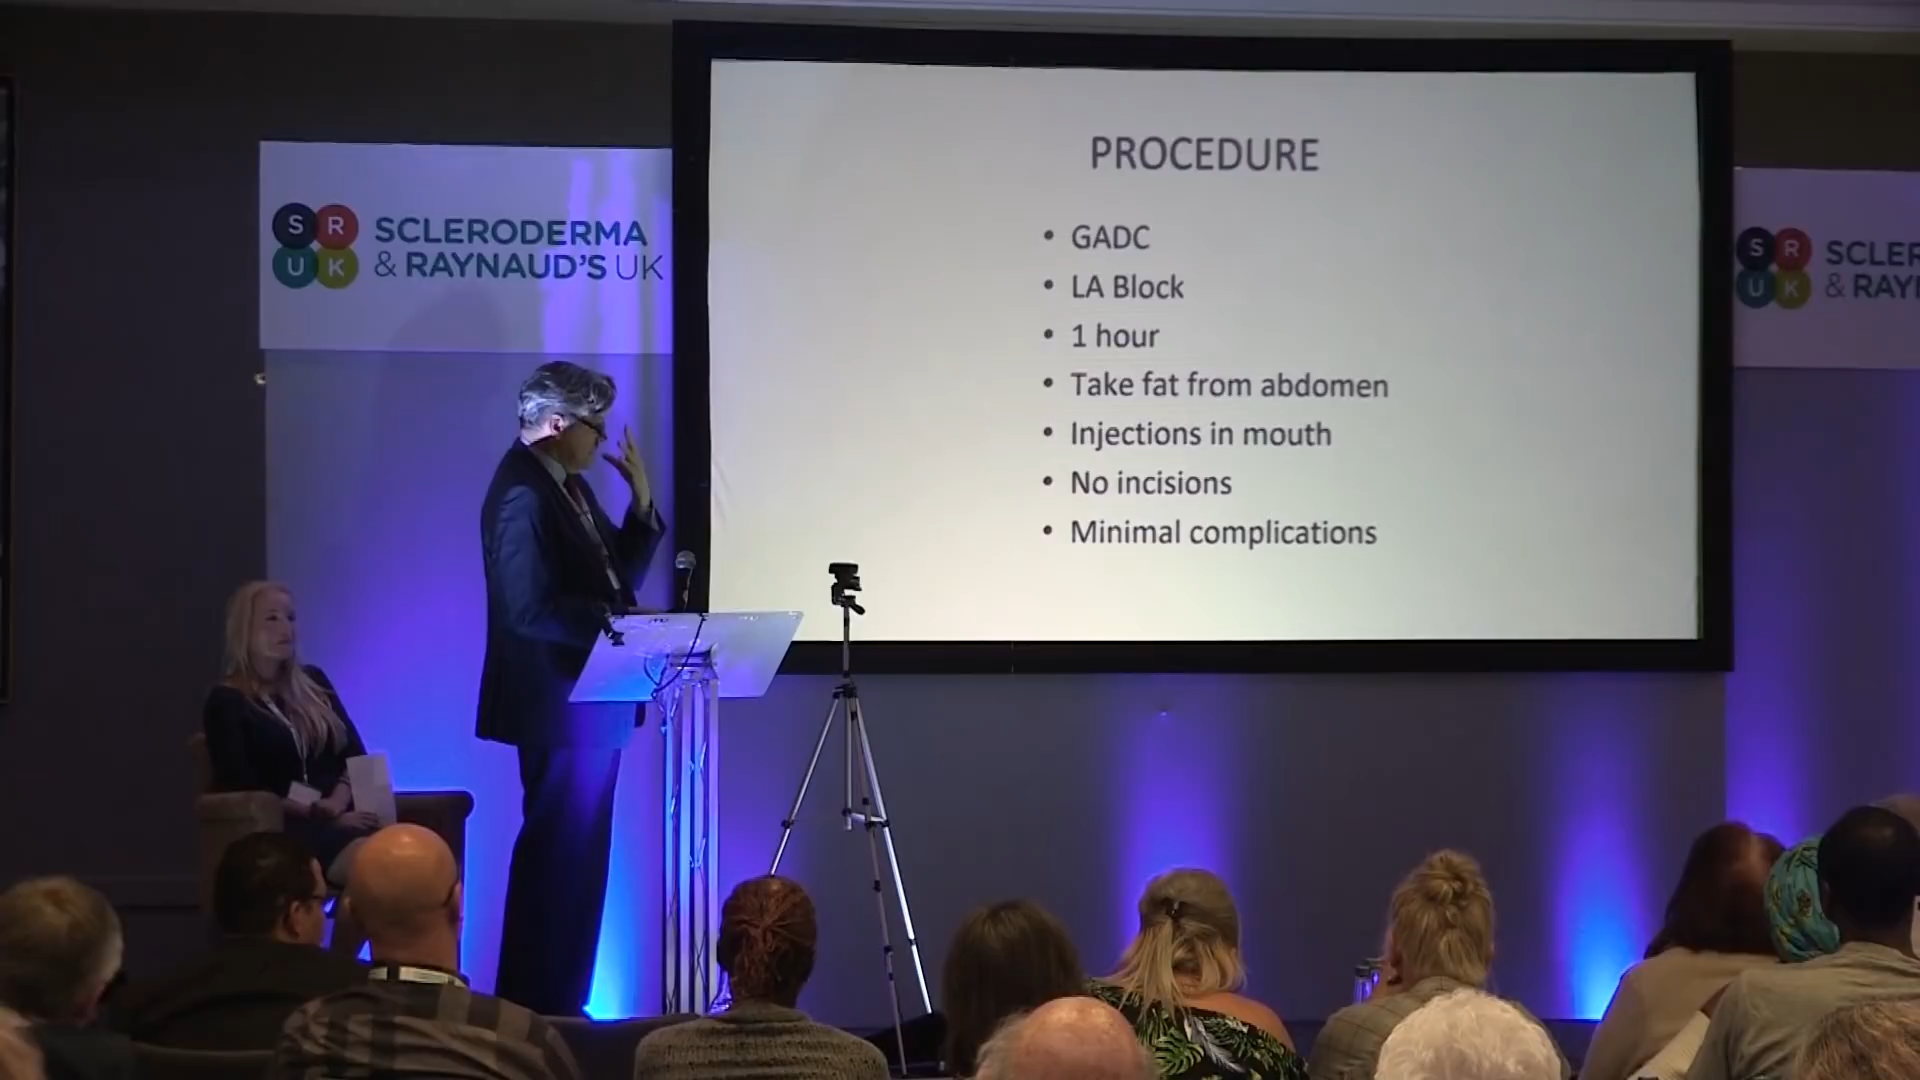 S R
U K
SCLERODERMA
& RAYNAUD'S UK
PROCEDURE
• GADC
• LA Block
• 1 hour
• Take fat from abdomen
• Injections in mouth
• No incisions
• Minimal complications
S R
U K
SCLER
& RAY